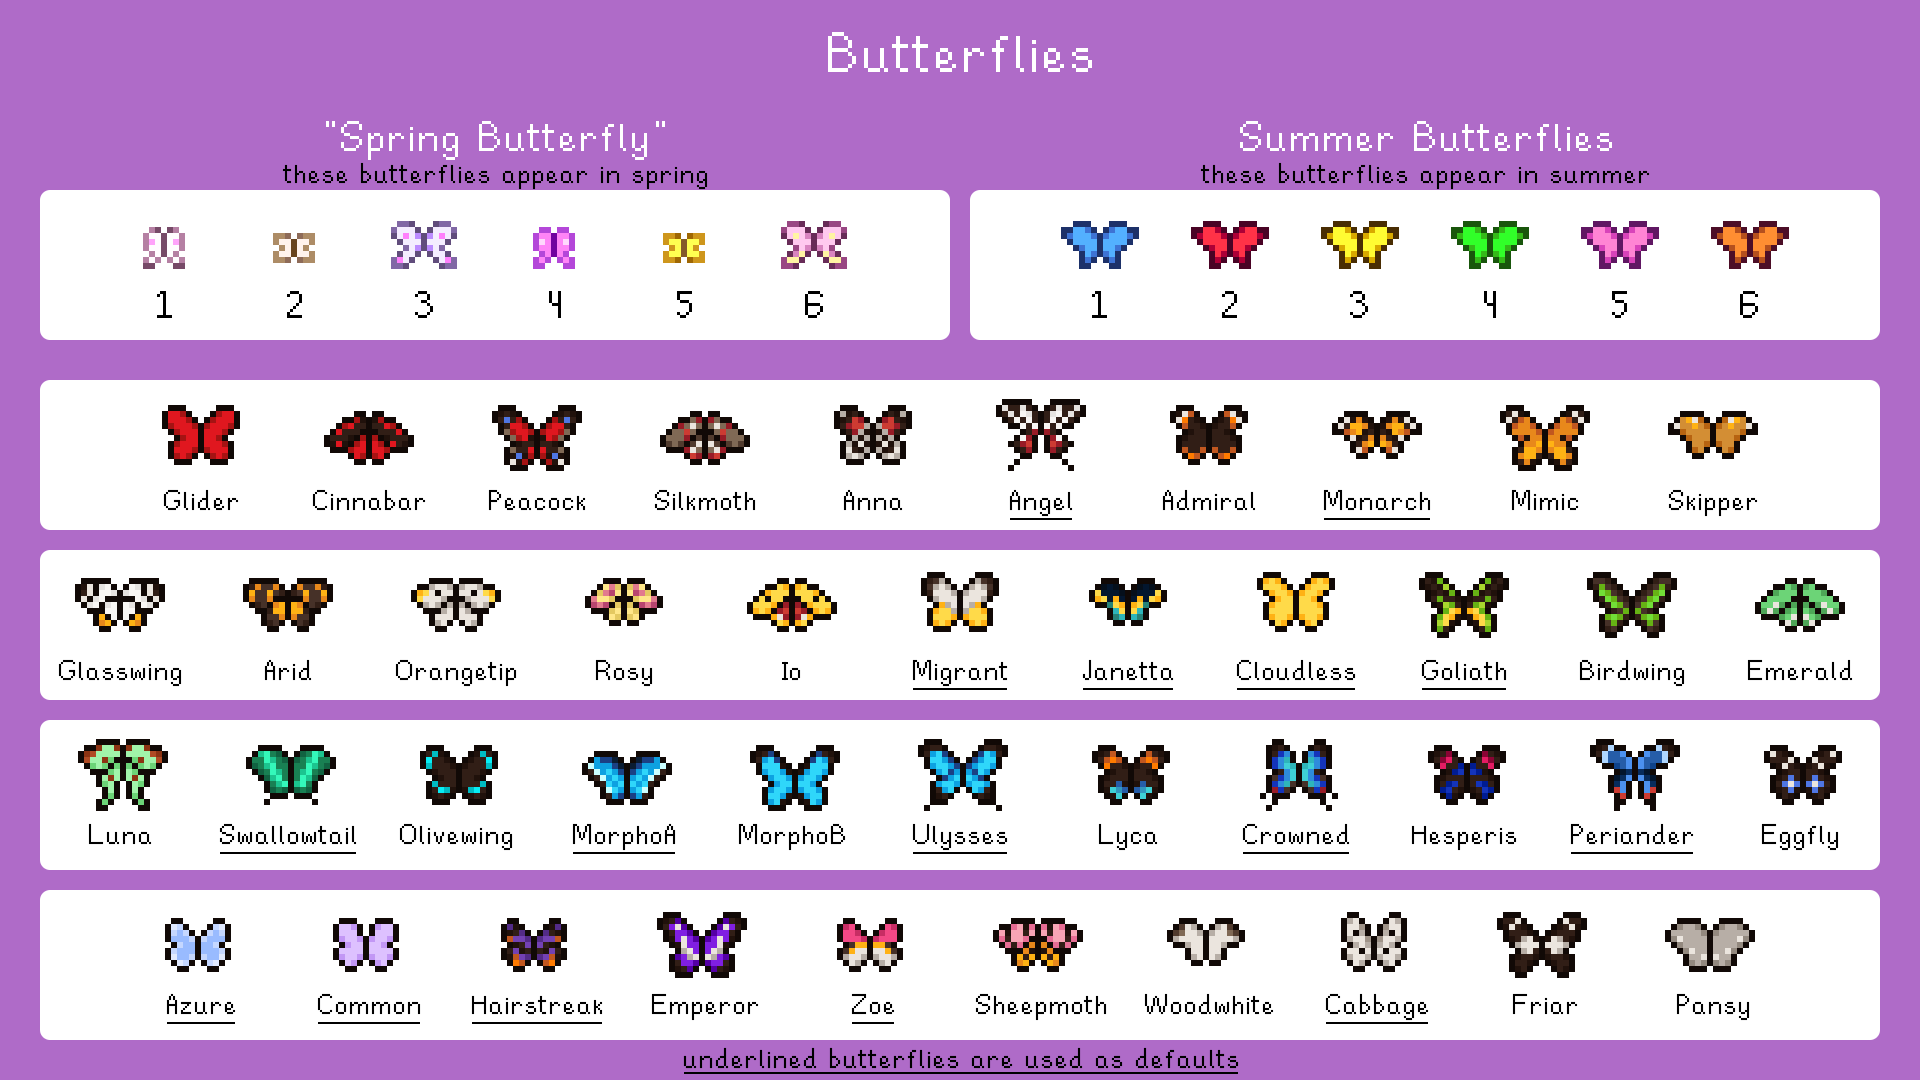 Butterflies
"Spring Butterfly"
these butterflies appear in spring
1 2 3 4 5 6
Summer Butterflies
these butterflies appear in summer
1 2 3 4 5 6
Glider Cinnabar Peacock Silkmoth Anna Angel Admiral Monarch Mimic Skipper
Glasswing Arid Orangetip Rosy Io Migrant Janetta Cloudless Goliath Birdwing Emerald
Luna Swallowtail Olivewing MorphoA MorphoB Ulysses Lyca Crowned Hesperis Periander Eggfly
Azure Common Hairstreak Emperor Zoe Sheepmoth Woodwhite Cabbage Friar Pansy
underlined butterflies are used as defaults